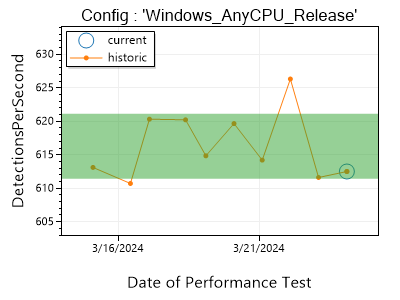 Config : 'Windows_AnyCPU_Release'
current
historic
DetectionsPerSecond
630
625
620
615
610
605
3/16/2024
3/21/2024
Date of Performance Test